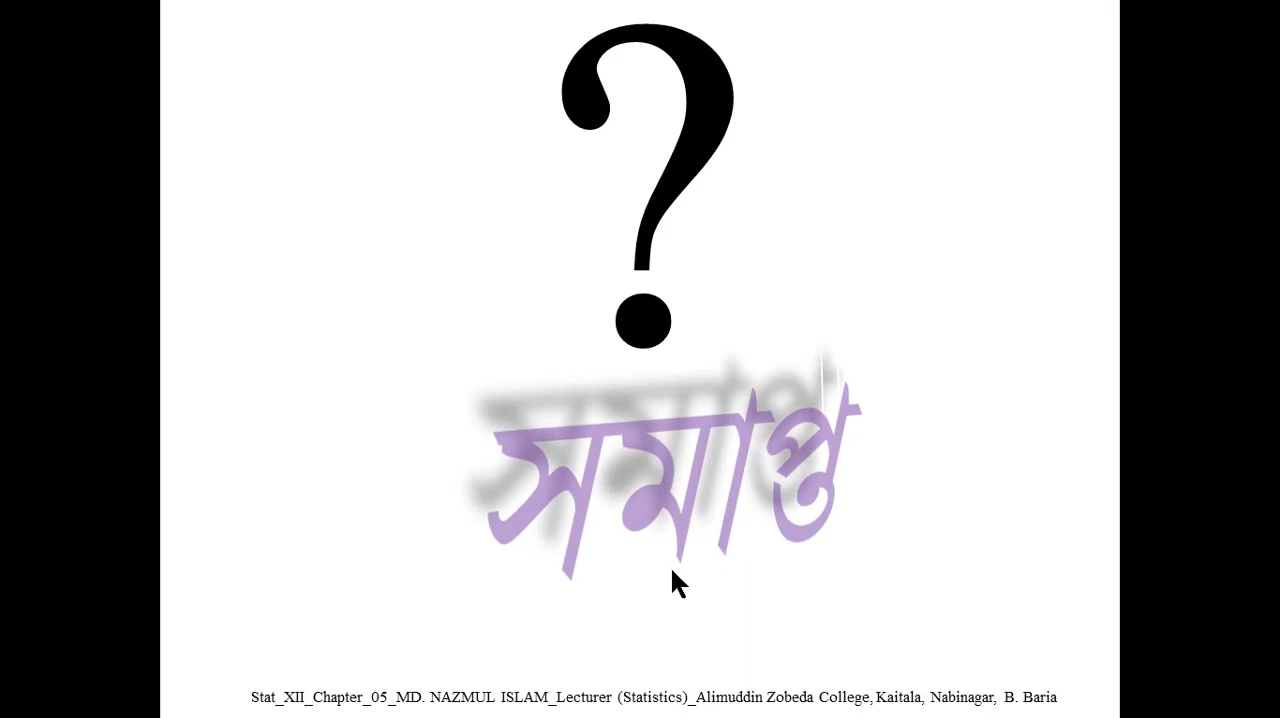 ?
সমাপ্ত
Stat_XII_Chapter_05_MD. NAZMUL ISLAM_Lecturer (Statistics)_Alimuddin Zobeda College, Kaitala, Nabinagar, B. Baria